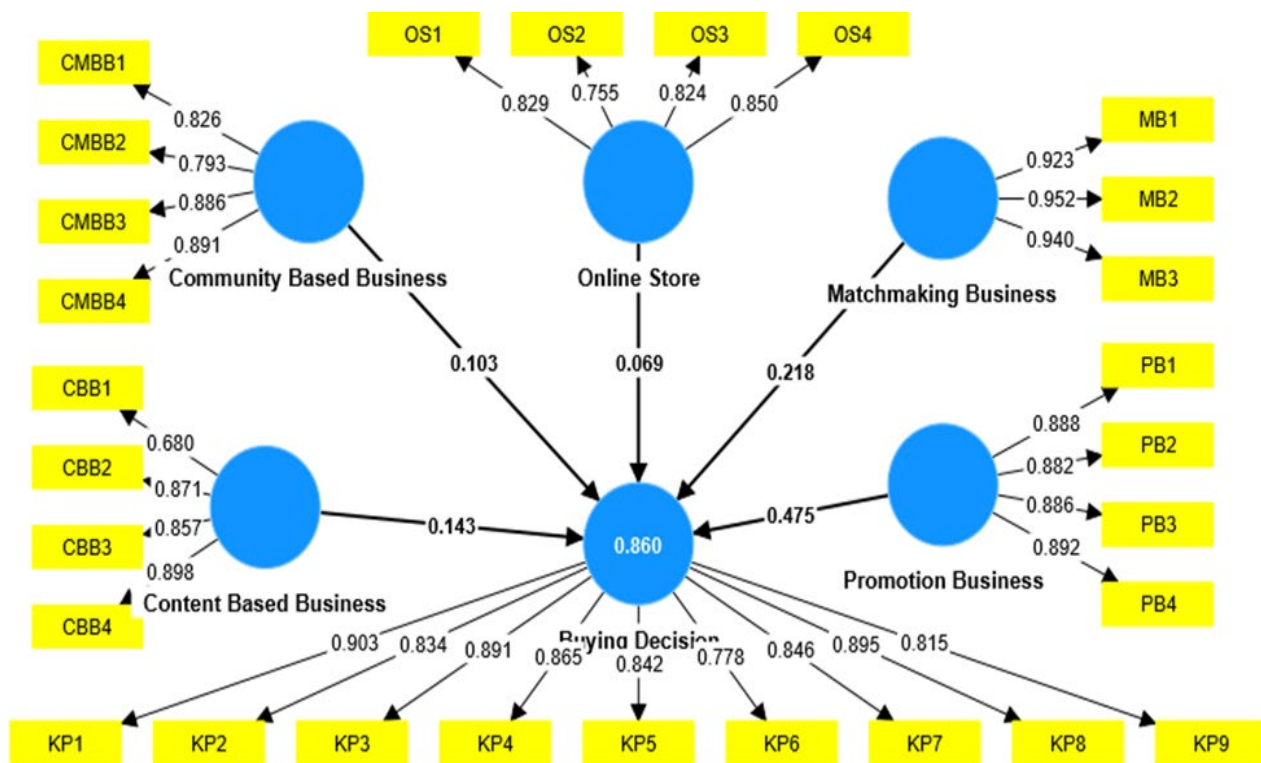 OS1
OS2
OS3
OS4
CMBB1
CMBB2
CMBB3
CMBB4
0.826
0.793
0.886
0.891
0.829
0.755
0.824
0.850
MB1
MB2
MB3
0.923
0.952
0.940
Community Based Business
Online Store
Matchmaking Business
0.103
0.069
0.218
CBB1
CBB2
CBB3
CBB4
0.680
0.871
0.857
0.898
PB1
PB2
PB3
PB4
0.888
0.882
0.886
0.892
0.143
0.860
0.475
Content Based Business
Promotion Business
Buying Decision
0.903
0.834
0.891
0.865
0.842
0.778
0.846
0.895
0.815
KP1
KP2
KP3
KP4
KP5
KP6
KP7
KP8
KP9